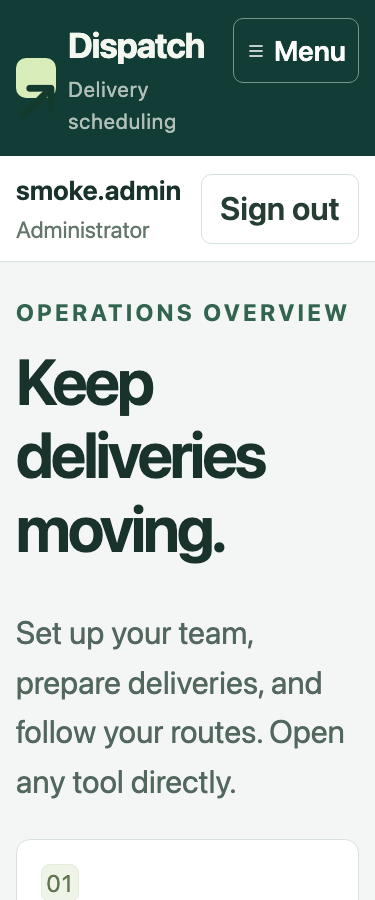 Dispatch
Delivery
scheduling
☰ Menu
smoke.admin
Administrator
Sign out
OPERATIONS OVERVIEW
Keep
deliveries
moving.
Set up your team,
prepare deliveries, and
follow your routes. Open
any tool directly.
01